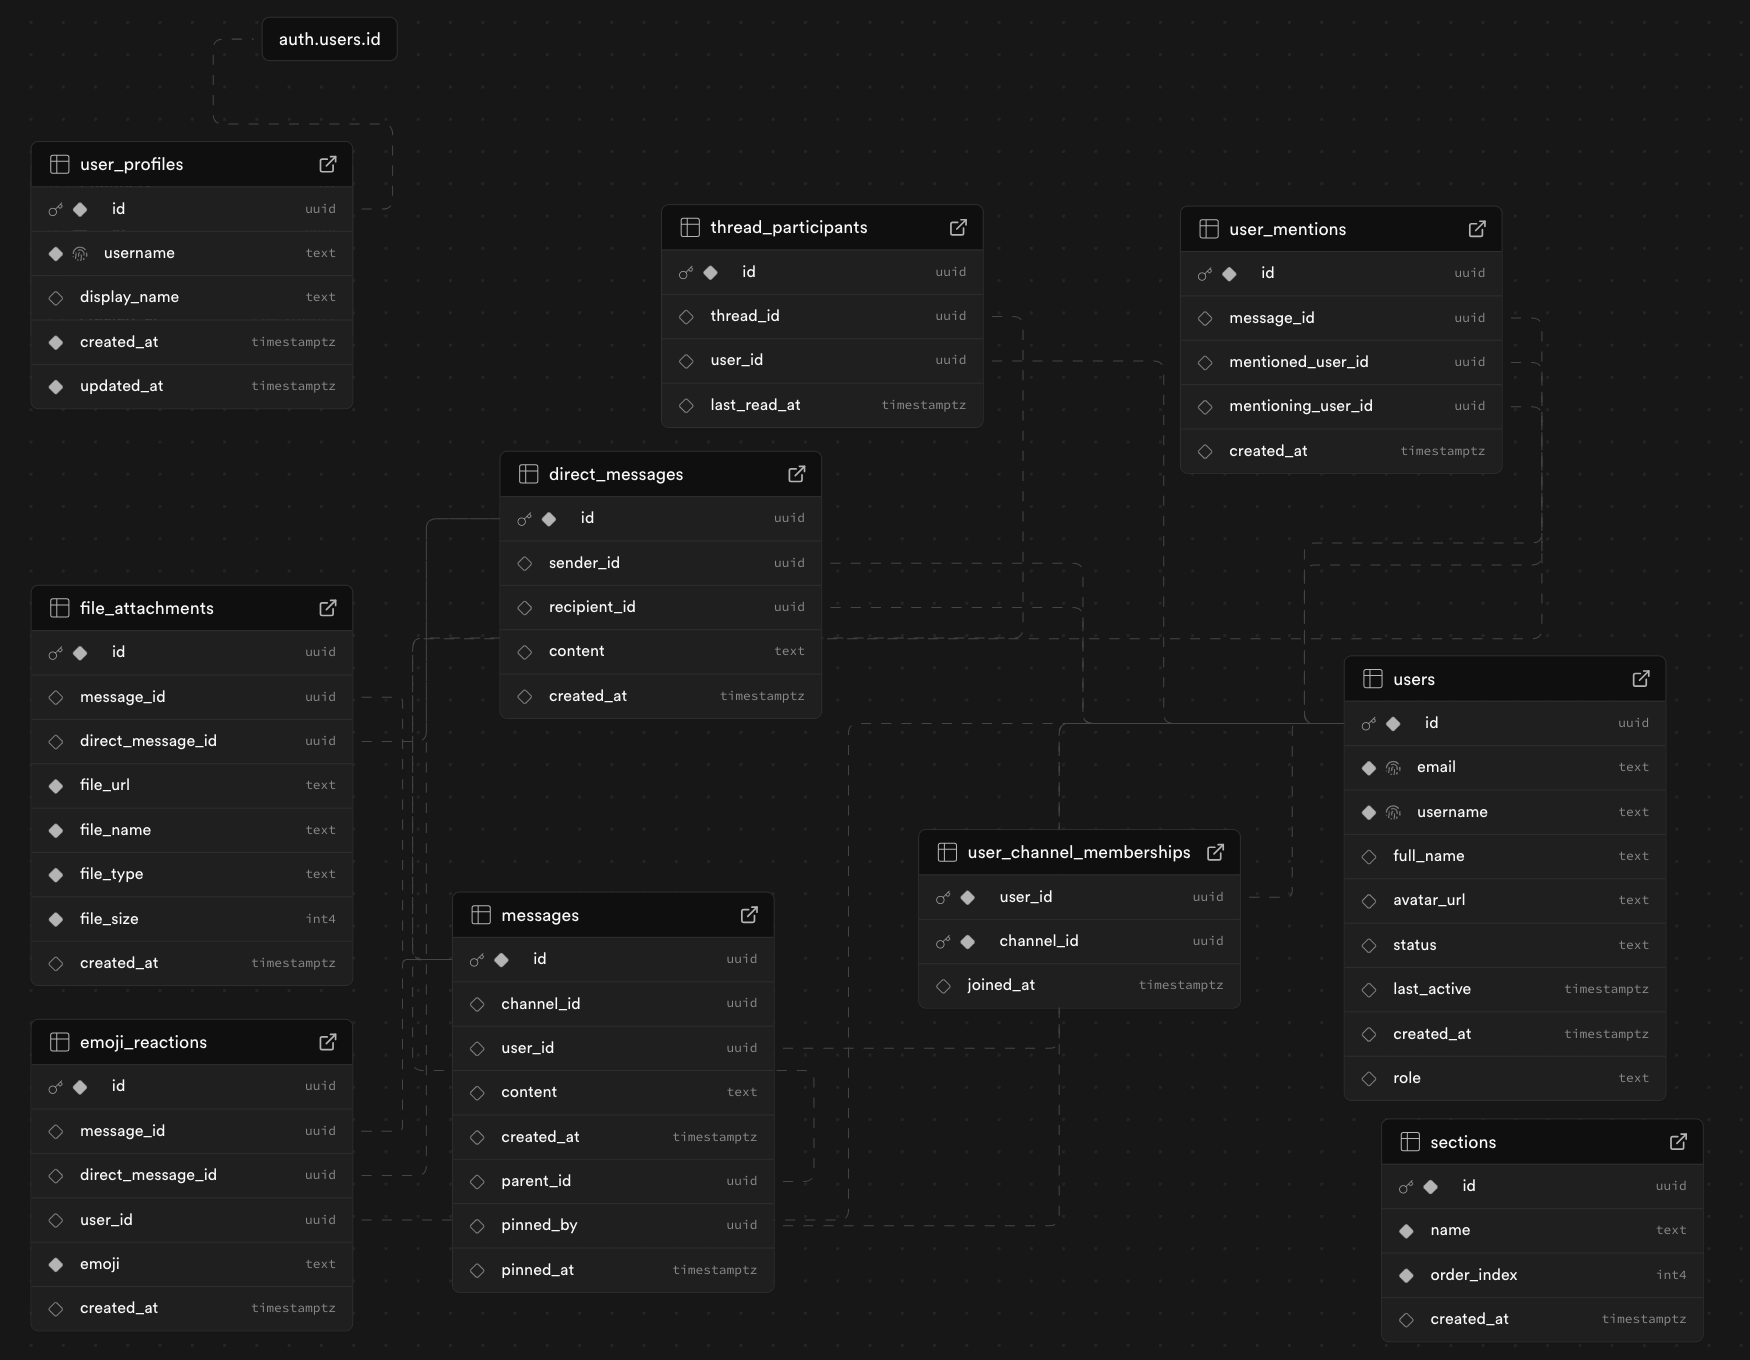 auth.users.id
user_profiles
id uuid
username text
display_name text
created_at timestamptz
updated_at timestamptz
thread_participants
id uuid
thread_id uuid
user_id uuid
last_read_at timestamptz
user_mentions
id uuid
message_id uuid
mentioned_user_id uuid
mentioning_user_id uuid
created_at timestamptz
direct_messages
id uuid
sender_id uuid
recipient_id uuid
content text
created_at timestamptz
file_attachments
id uuid
message_id uuid
direct_message_id uuid
file_url text
file_name text
file_type text
file_size int4
created_at timestamptz
users
id uuid
email text
username text
full_name text
avatar_url text
status text
last_active timestamptz
created_at timestamptz
role text
user_channel_memberships
user_id uuid
channel_id uuid
joined_at timestamptz
messages
id uuid
channel_id uuid
user_id uuid
content text
created_at timestamptz
parent_id uuid
pinned_by uuid
pinned_at timestamptz
emoji_reactions
id uuid
message_id uuid
direct_message_id uuid
user_id uuid
emoji text
created_at timestamptz
sections
id uuid
name text
order_index int4
created_at timestamptz